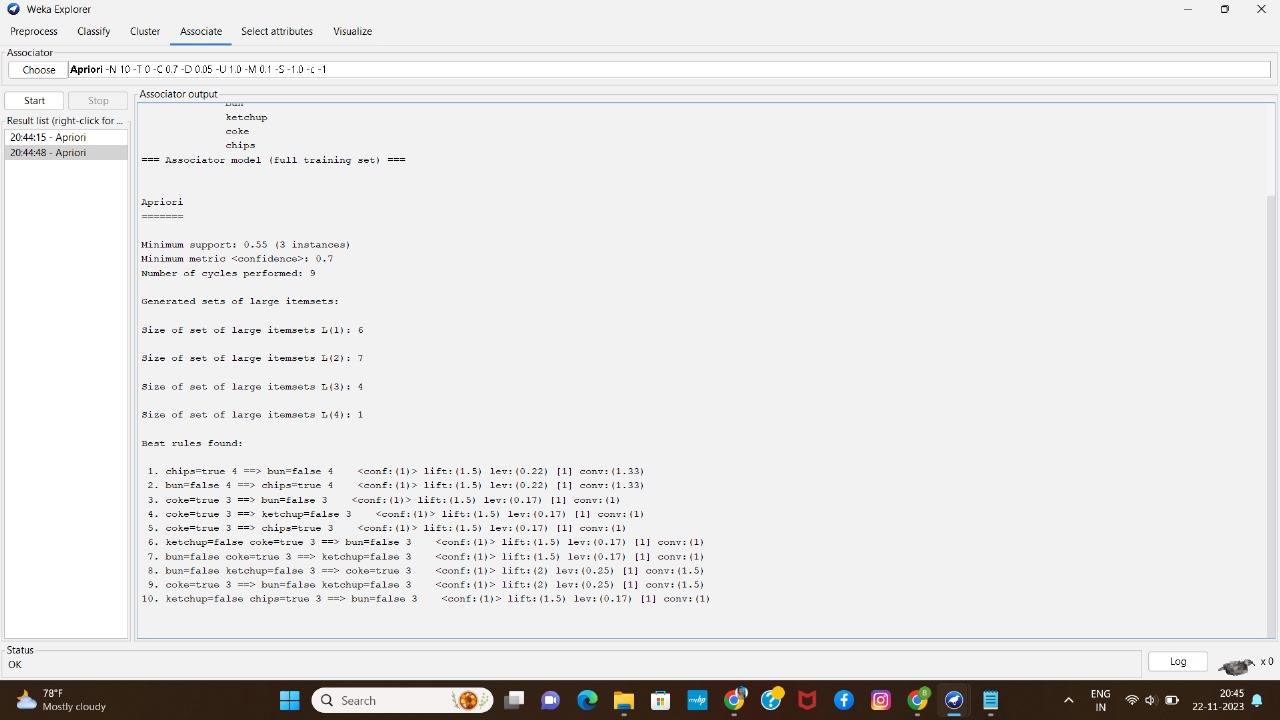 Weka Explorer
Preprocess Classify Cluster Associate Select attributes Visualize
Associator
Choose Apriori -N 10 -T 0 -C 0.7 -D 0.05 -U 1.0 -M 0.1 -S -1.0 -c -1
Start Stop
Associator output
Result list (right-click for ...
20:44:15 - Apriori
20:44:48 - Apriori
bun
ketchup
coke
chips
=== Associator model (full training set) ===
Apriori
=======
Minimum support: 0.55 (3 instances)
Minimum metric <confidence>: 0.7
Number of cycles performed: 9
Generated sets of large itemsets:
Size of set of large itemsets L(1): 6
Size of set of large itemsets L(2): 7
Size of set of large itemsets L(3): 4
Size of set of large itemsets L(4): 1
Best rules found:
1. chips=true 4 ==> bun=false 4 <conf:(1)> lift:(1.5) lev:(0.22) [1] conv:(1.33)
2. bun=false 4 ==> chips=true 4 <conf:(1)> lift:(1.5) lev:(0.22) [1] conv:(1.33)
3. coke=true 3 ==> bun=false 3 <conf:(1)> lift:(1.5) lev:(0.17) [1] conv:(1)
4. coke=true 3 ==> ketchup=false 3 <conf:(1)> lift:(1.5) lev:(0.17) [1] conv:(1)
5. coke=true 3 ==> chips=true 3 <conf:(1)> lift:(1.5) lev:(0.17) [1] conv:(1)
6. ketchup=false coke=true 3 ==> bun=false 3 <conf:(1)> lift:(1.5) lev:(0.17) [1] conv:(1)
7. bun=false coke=true 3 ==> ketchup=false 3 <conf:(1)> lift:(1.5) lev:(0.17) [1] conv:(1)
8. bun=false ketchup=false 3 ==> coke=true 3 <conf:(1)> lift:(2) lev:(0.25) [1] conv:(1.5)
9. coke=true 3 ==> bun=false ketchup=false 3 <conf:(1)> lift:(2) lev:(0.25) [1] conv:(1.5)
10. ketchup=false chips=true 3 ==> bun=false 3 <conf:(1)> lift:(1.5) lev:(0.17) [1] conv:(1)
Status
OK
Log
x 0
78°F
Mostly cloudy
Search
ENG
IN
20:45
22-11-2023